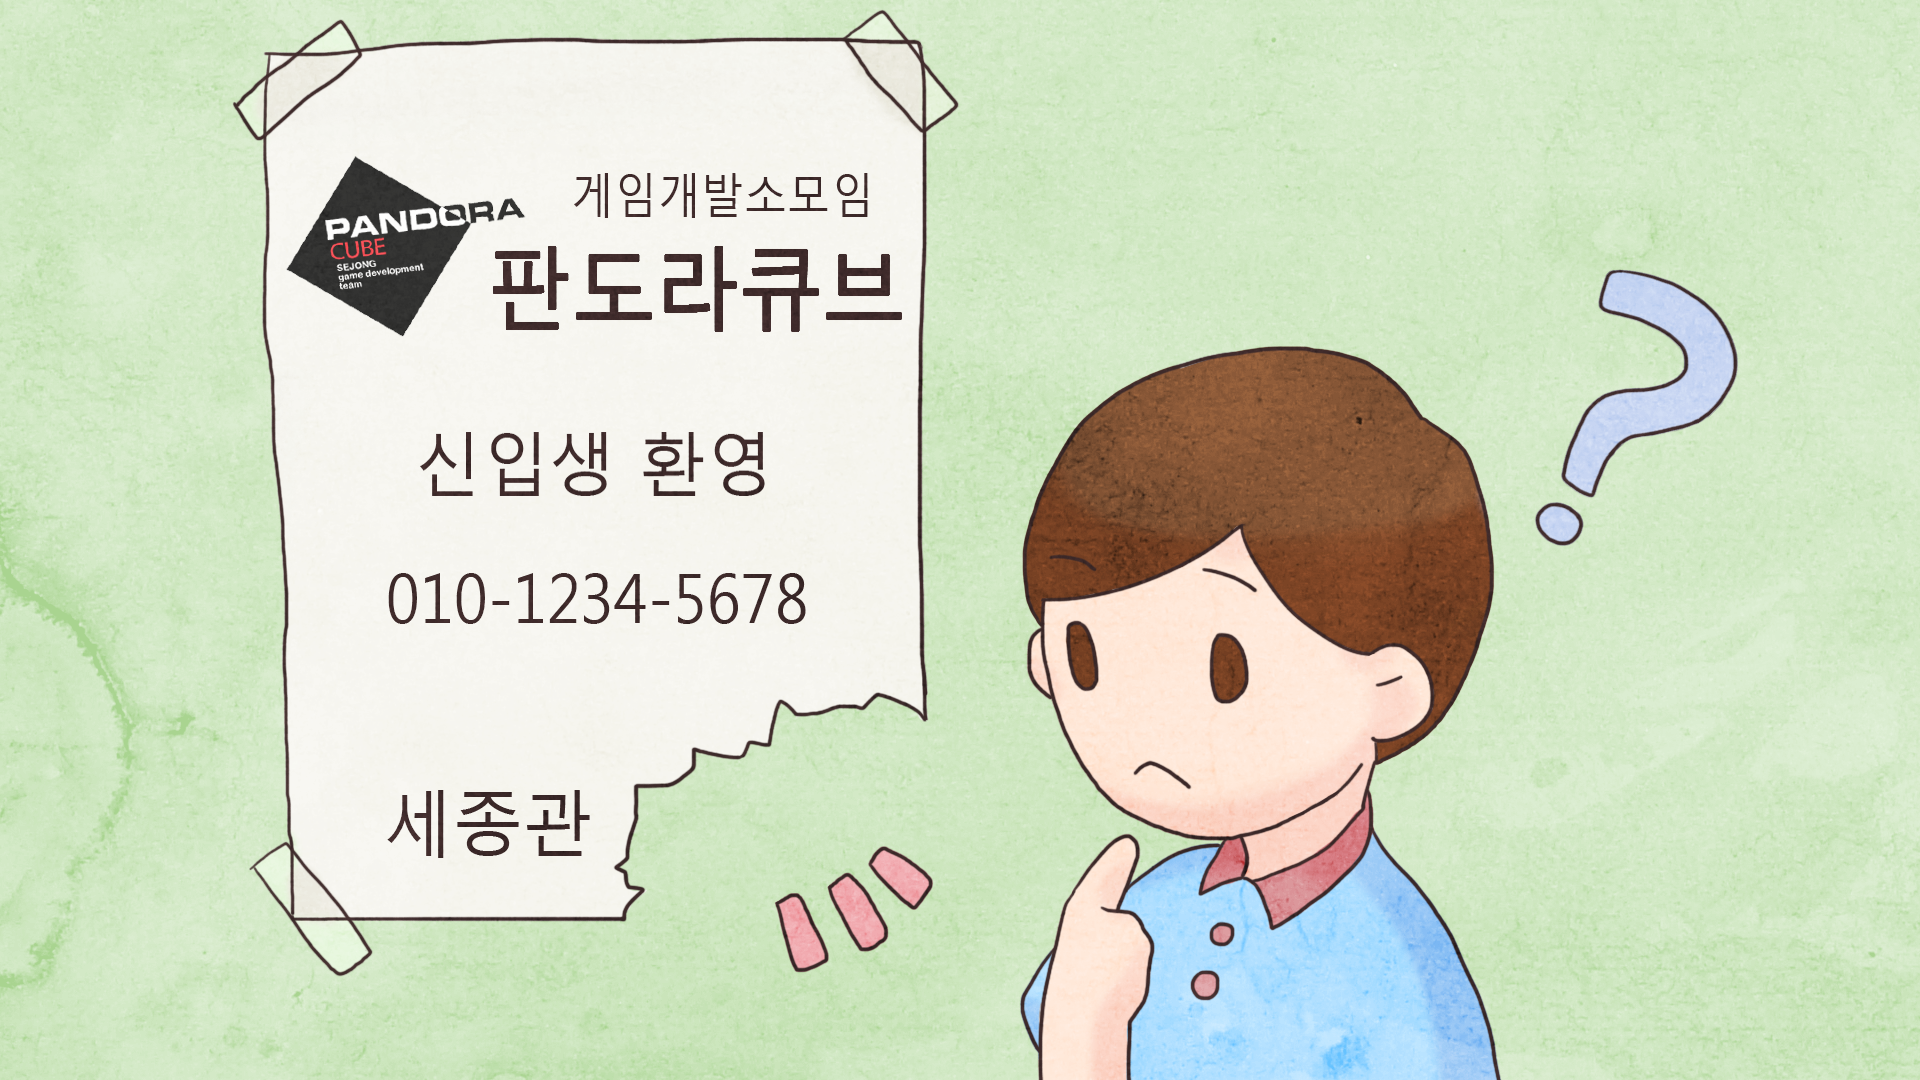 PANDORA
CUBE
SEJONG
game development
team
게임개발소모임
판도라큐브
신입생 환영
010-1234-5678
세종관
?